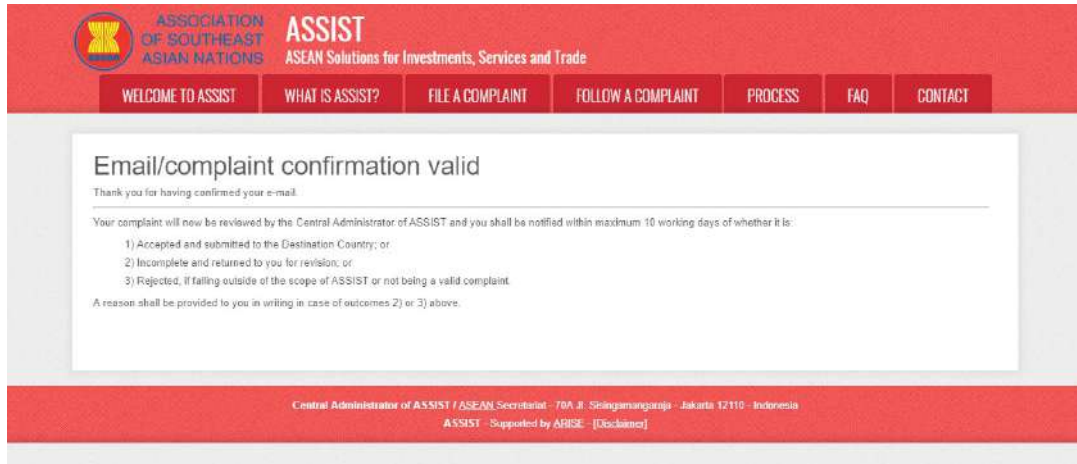 ASSOCIATION
OF SOUTHEAST
ASIAN NATIONS
ASSIST
ASEAN Solutions for Investments, Services and Trade
WELCOME TO ASSIST WHAT IS ASSIST? FILE A COMPLAINT FOLLOW A COMPLAINT PROCESS FAQ CONTACT
Email/complaint confirmation valid
Thank you for having confirmed your e-mail.
Your complaint will now be reviewed by the Central Administrator of ASSIST and you shall be notified within maximum 10 working days of whether it is:
1) Accepted and submitted to the Destination Country; or
2) Incomplete and returned to you for revision; or
3) Rejected, if falling outside of the scope of ASSIST or not being a valid complaint.
A reason shall be provided to you in writing in case of outcomes 2) or 3) above.
Central Administrator of ASSIST / ASEAN Secretariat - 70A Jl. Sisingamangaraja - Jakarta 12110 - Indonesia
ASSIST - Supported by ARISE - [Disclaimer]